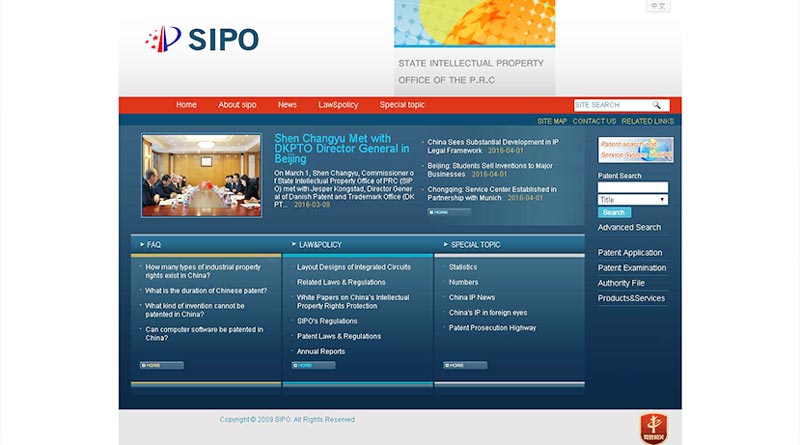 中文
SIPO
STATE INTELLECTUAL PROPERTY
OFFICE OF THE P.R.C
Home About sipo News Law&policy Special topic SITE SEARCH
SITE MAP CONTACT US RELATED LINKS
Shen Changyu Met with
DKPTO Director General in
Beijing
On March 1, Shen Changyu, Commissioner o
f State Intellectual Property Office of PRC (SIP
O) met with Jesper Kongstad, Director Gener
al of Danish Patent and Trademark Office (DK
PT... 2016-03-08
China Sees Substantial Development in IP
Legal Framework 2016-04-01
Beijing: Students Sell Inventions to Major
Businesses 2016-04-01
Chongqing: Service Center Established in
Partnership with Munich 2016-04-01
MORE
Patent search and
Service System
Patent Search
Title
Search
Advanced Search
Patent Application
Patent Examination
Authority File
Products&Services
FAQ
How many types of industrial property
rights exist in China?
What is the duration of Chinese patent?
What kind of invention cannot be
patented in China?
Can computer software be patented in
China?
MORE
LAW&POLICY
Layout Designs of Integrated Circuits
Related Laws & Regulations
White Papers on China's Intellectual
Property Rights Protection
SIPO's Regulations
Patent Laws & Regulations
Annual Reports
MORE
SPECIAL TOPIC
Statistics
Numbers
China IP News
China's IP in foreign eyes
Patent Prosecution Highway
MORE
Copyright © 2009 SIPO. All Rights Reserved